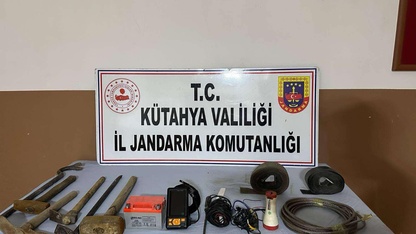 T.C.
KÜTAHYA VALİLİĞİ
İL JANDARMA KOMUTANLIĞI